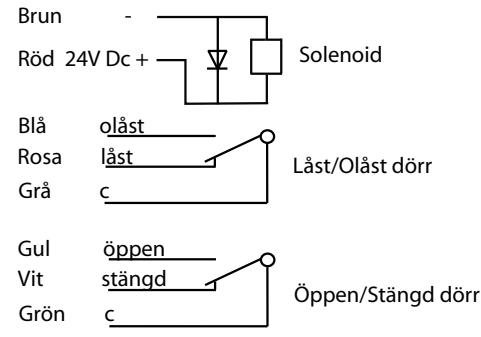 Brun -
Röd 24V Dc +
Solenoid
Blå olåst
Rosa låst
Grå c
Låst/Olåst dörr
Gul öppen
Vit stängd
Grön c
Öppen/Stängd dörr